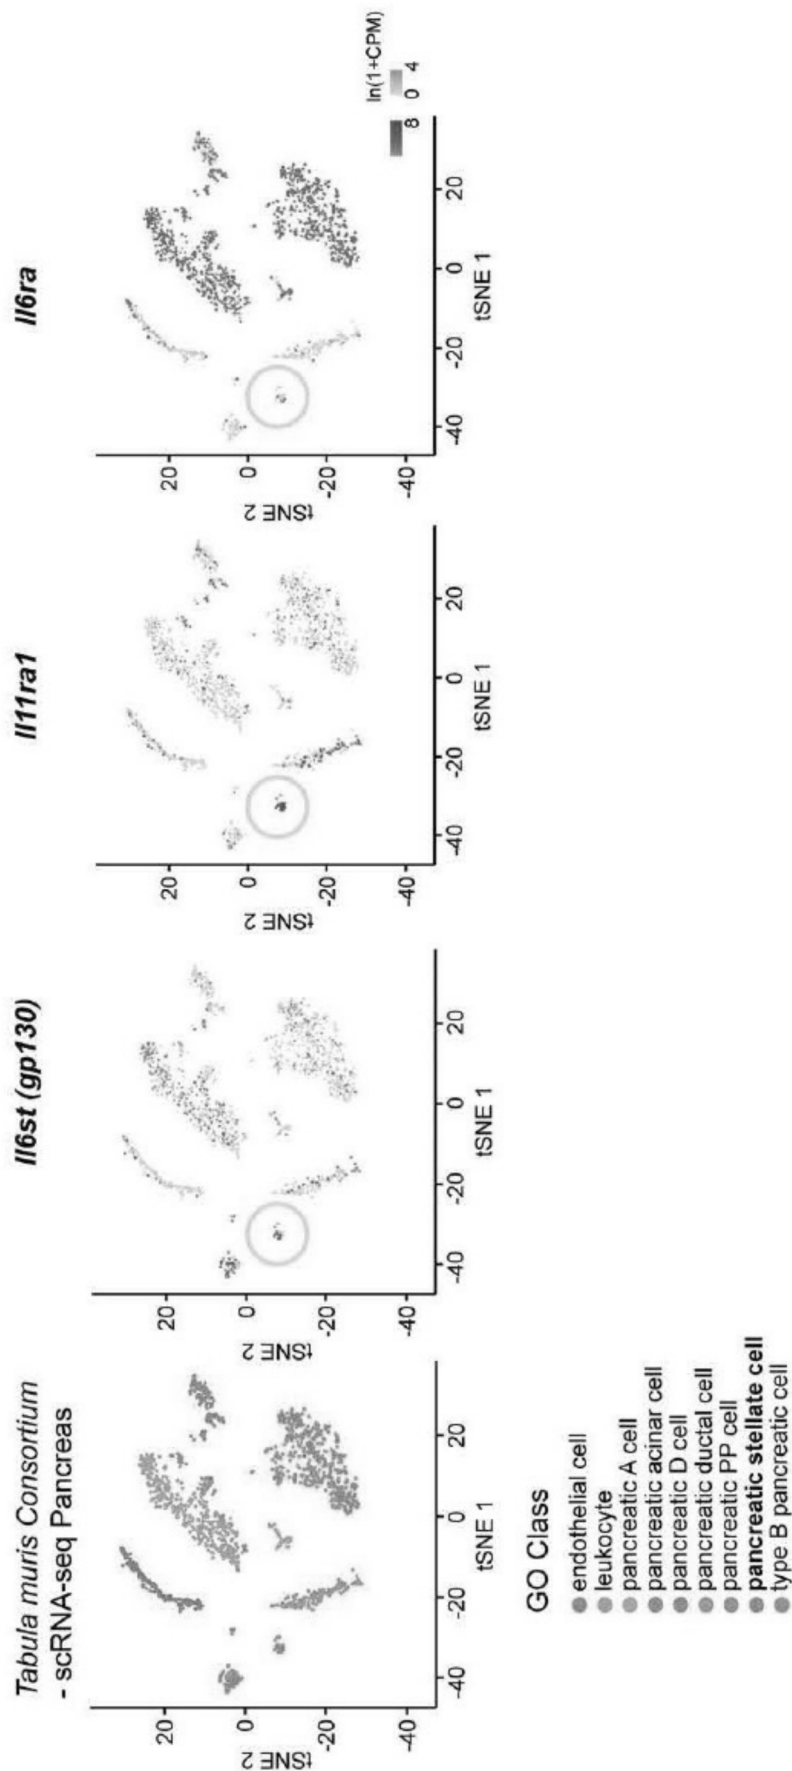 Tabula muris Consortium
- scRNA-seq Pancreas
Il6st (gp130)
Il11ra1
Il6ra
tSNE 2
20
0
-20
-40
-40
-20
0
20
tSNE 1
tSNE 2
20
0
-20
-40
-40
-20
0
20
tSNE 1
tSNE 2
20
0
-20
-40
-40
-20
0
20
tSNE 1
tSNE 2
20
0
-20
-40
-40
-20
0
20
tSNE 1
ln(1+CPM)
0 4
8
GO Class
endothelial cell
leukocyte
pancreatic A cell
pancreatic acinar cell
pancreatic D cell
pancreatic ductal cell
pancreatic PP cell
pancreatic stellate cell
type B pancreatic cell